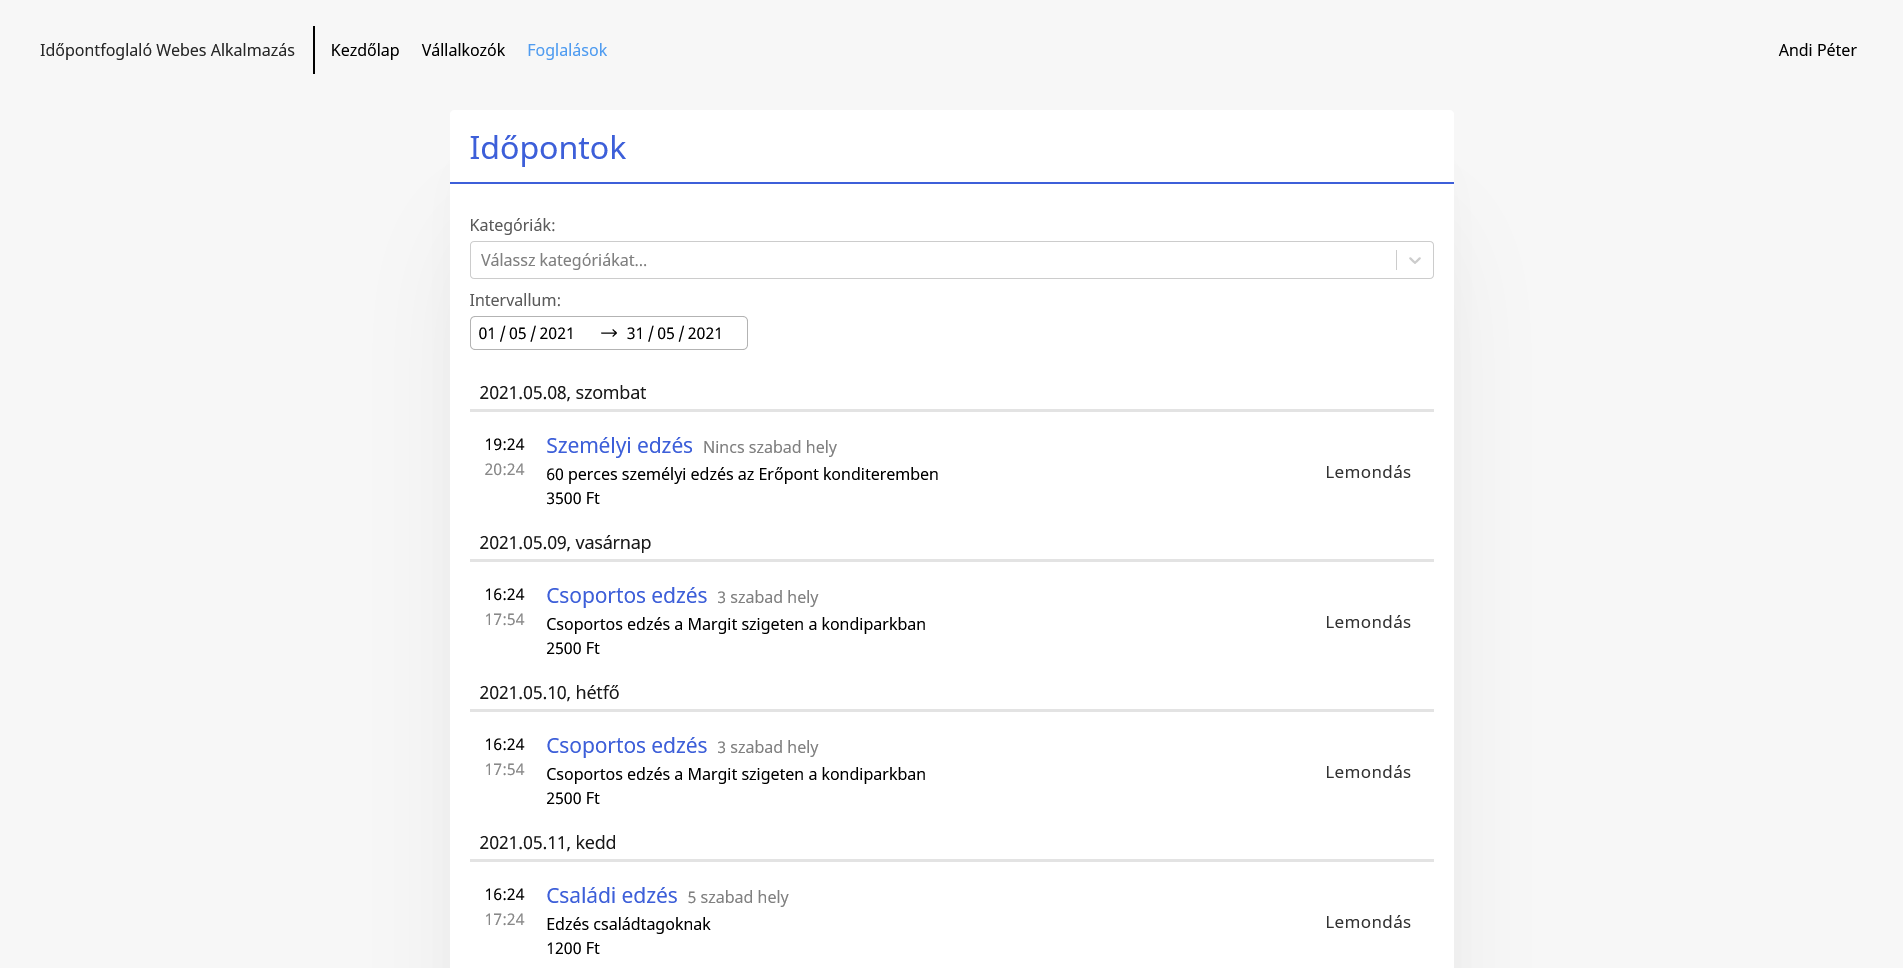 Időpontfoglaló Webes Alkalmazás
Kezdőlap
Vállalkozók
Foglalások
Andi Péter
Időpontok
Kategóriák:
Válassz kategóriákat...
Intervallum:
01 / 05 / 2021 → 31 / 05 / 2021
2021.05.08, szombat
19:24 Személyi edzés Nincs szabad hely
20:24 60 perces személyi edzés az Erőpont konditeremben
Lemondás
3500 Ft
2021.05.09, vasárnap
16:24 Csoportos edzés 3 szabad hely
17:54 Csoportos edzés a Margit szigeten a kondiparkban
Lemondás
2500 Ft
2021.05.10, hétfő
16:24 Csoportos edzés 3 szabad hely
17:54 Csoportos edzés a Margit szigeten a kondiparkban
Lemondás
2500 Ft
2021.05.11, kedd
16:24 Családi edzés 5 szabad hely
17:24 Edzés családtagoknak
Lemondás
1200 Ft